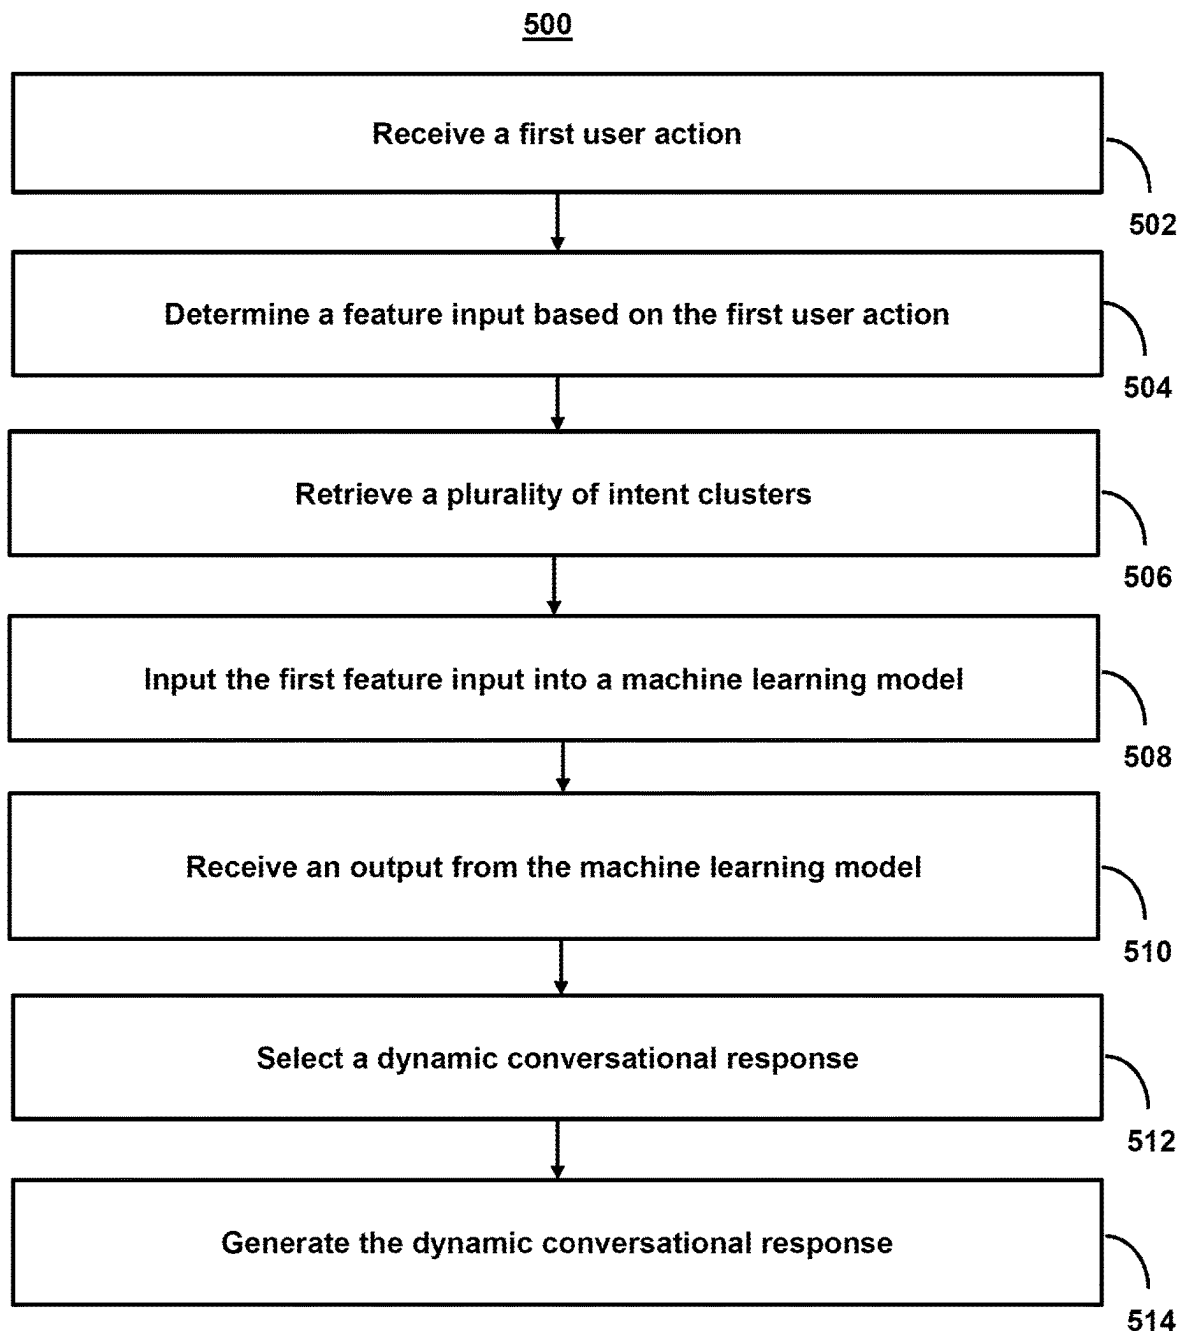 500
Receive a first user action
502
Determine a feature input based on the first user action
504
Retrieve a plurality of intent clusters
506
Input the first feature input into a machine learning model
508
Receive an output from the machine learning model
510
Select a dynamic conversational response
512
Generate the dynamic conversational response
514